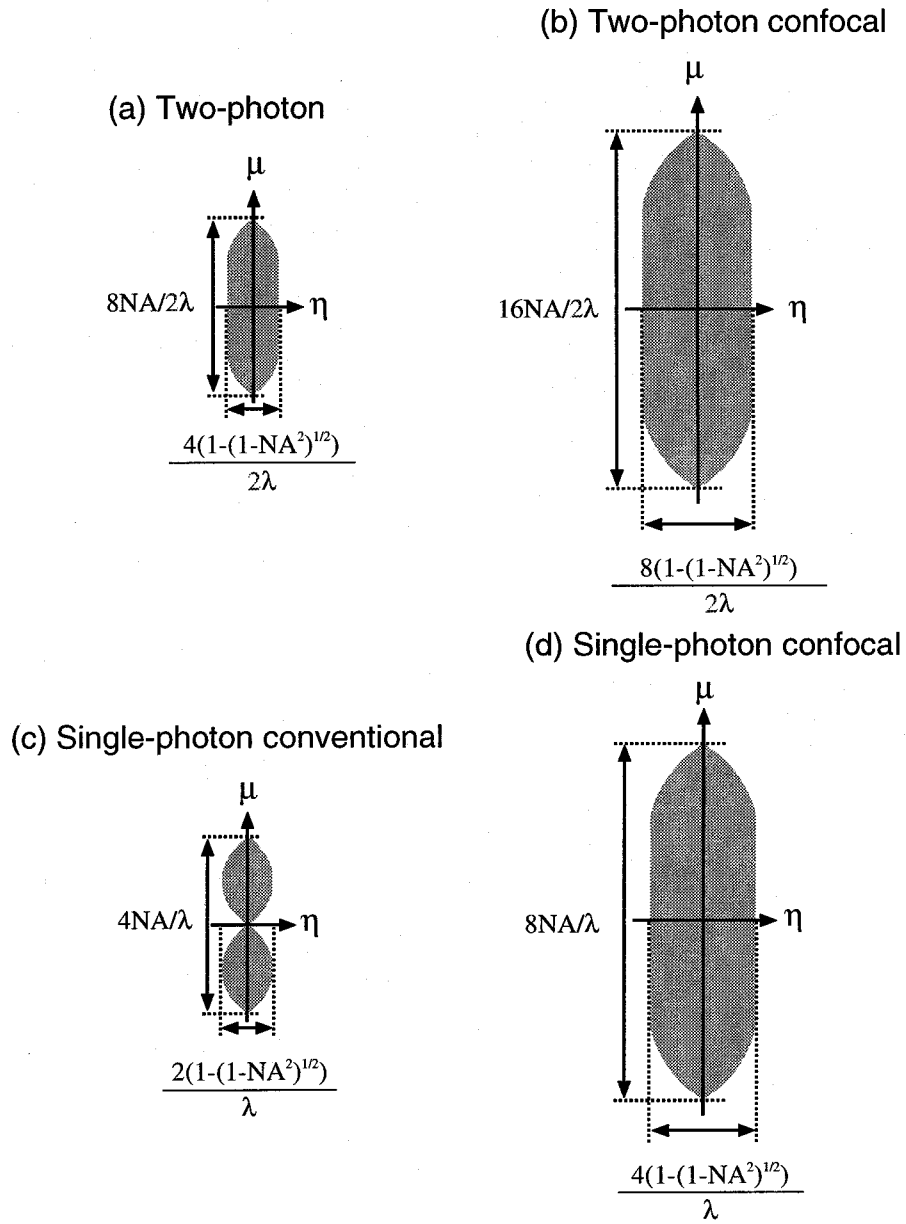 (a) Two-photon
μ
8NA/2λ
η
4(1-(1-NA²)^1/2)
2λ
(b) Two-photon confocal
μ
16NA/2λ
η
8(1-(1-NA²)^1/2)
2λ
(c) Single-photon conventional
μ
4NA/λ
η
2(1-(1-NA²)^1/2)
λ
(d) Single-photon confocal
μ
8NA/λ
η
4(1-(1-NA²)^1/2)
λ